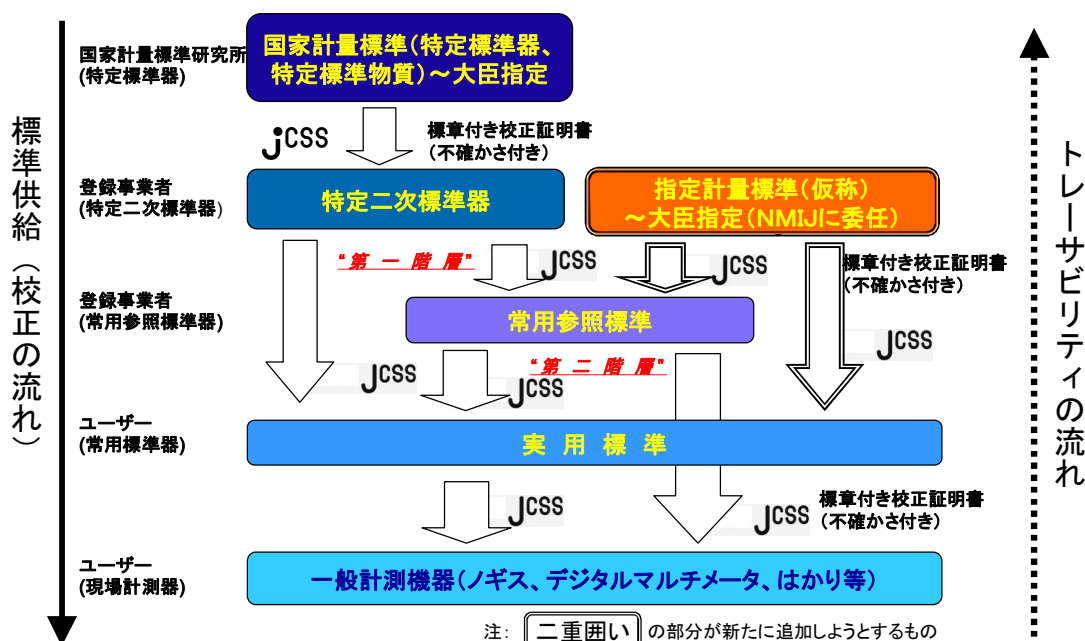 標準供給（校正の流れ）
国家計量標準研究所
(特定標準器)
国家計量標準(特定標準器、
特定標準物質)～大臣指定
jCSS
標章付き校正証明書
(不確かさ付き)
登録事業者
(特定二次標準器)
特定二次標準器
指定計量標準(仮称)
～大臣指定(NMIJに委任)
"第一階層"
JCSS
JCSS
標章付き校正証明書
(不確かさ付き)
登録事業者
(常用参照標準器)
常用参照標準
JCSS
"第二階層"
JCSS
JCSS
ユーザー
(常用標準器)
実用標準
JCSS
JCSS
標章付き校正証明書
(不確かさ付き)
ユーザー
(現場計測器)
一般計測機器(ノギス、デジタルマルチメータ、はかり等)
注: 二重囲い の部分が新たに追加しようとするもの
トレーサビリティの流れ